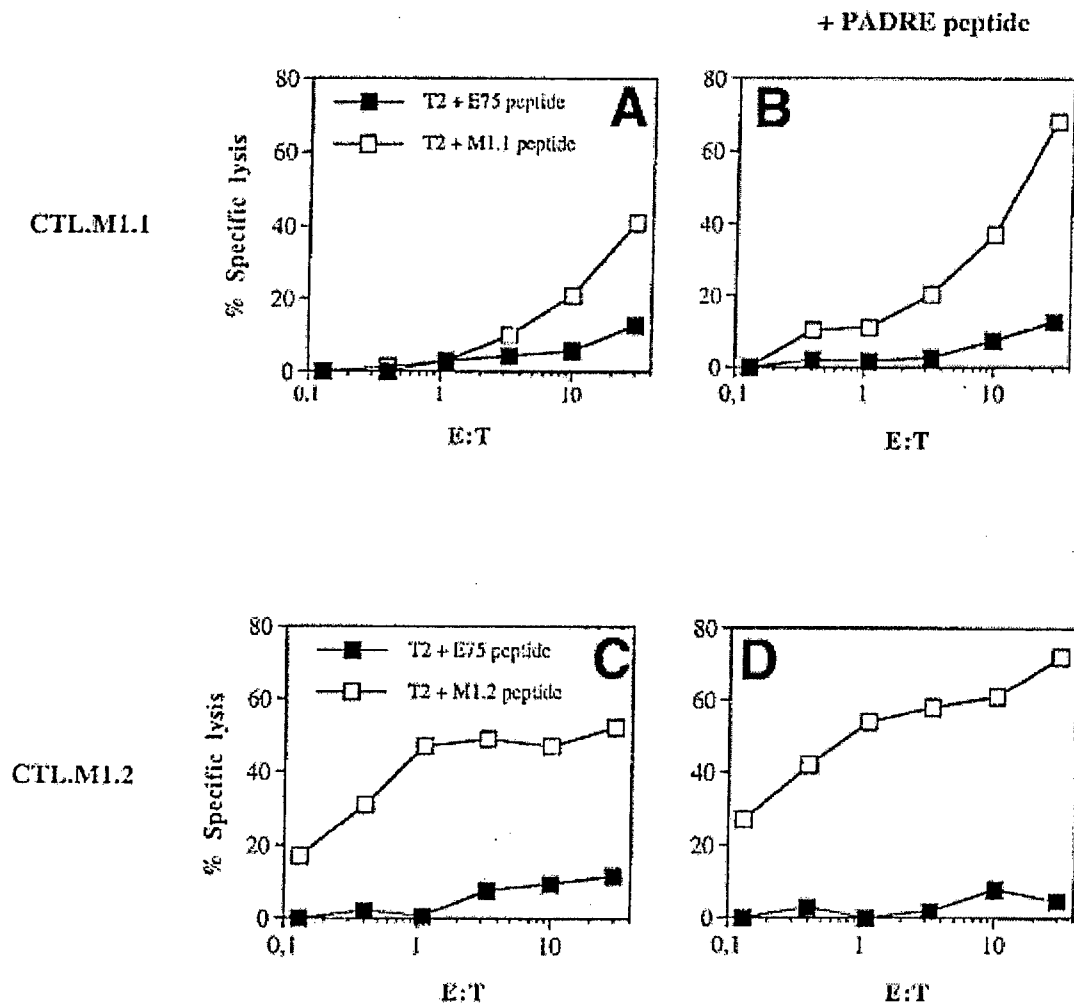 + PADRE peptide
CTL.M1.1
% Specific lysis
80
60
40
20
0
T2 + E75 peptide
T2 + M1.1 peptide
A
0,1
1
10
E:T
80
60
40
20
0
B
0,1
1
10
E:T
CTL.M1.2
% Specific lysis
80
60
40
20
0
T2 + E75 peptide
T2 + M1.2 peptide
C
0,1
1
10
E:T
80
60
40
20
0
D
0,1
1
10
E:T